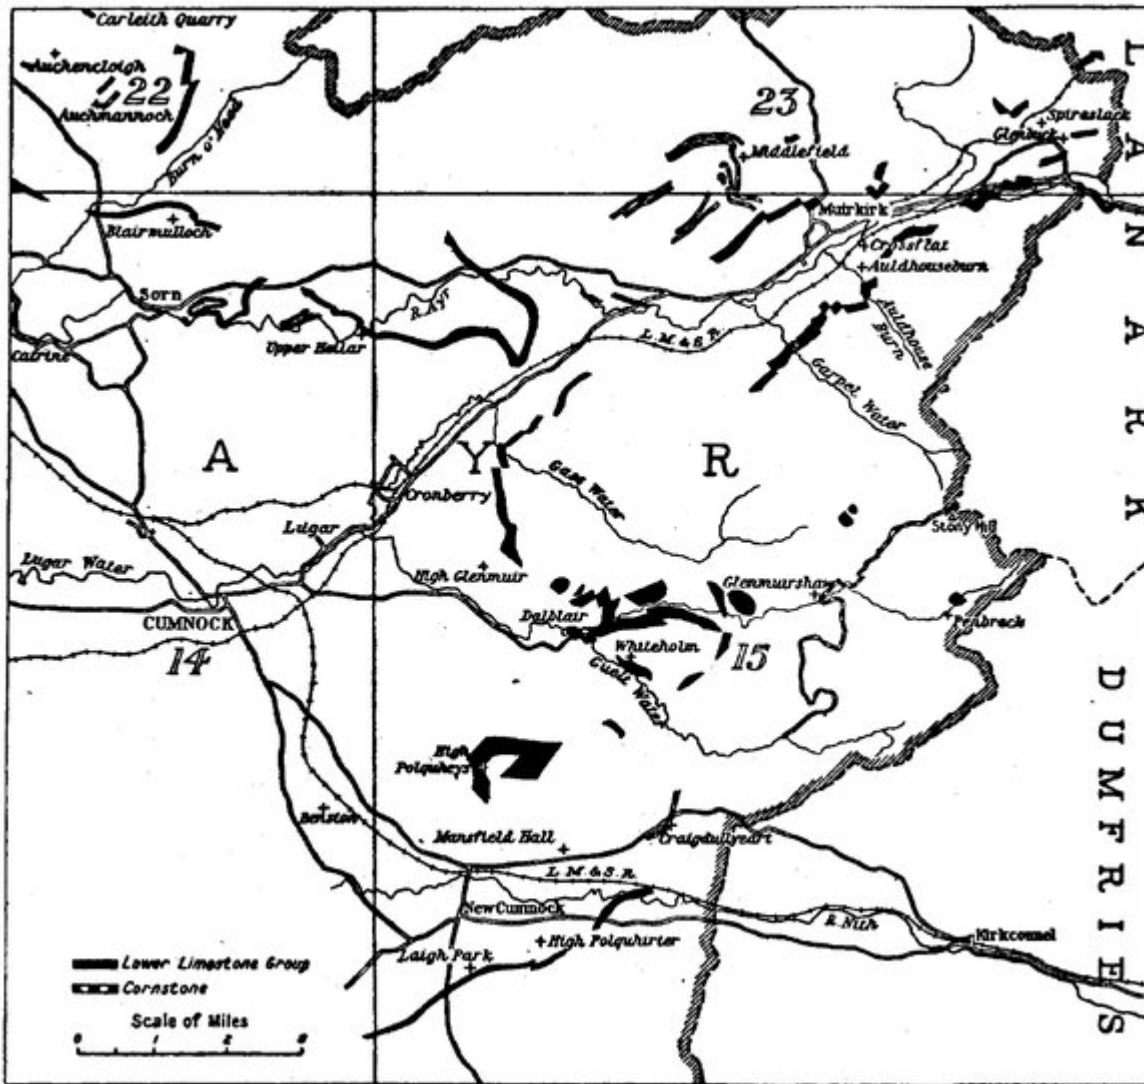 Carleith Quarry
L
Auchencloigh
22
23
Spireslack
Auchmannoch
Glenbuck
A
Burn o' Need
Middlefield
Muirkirk
N
Blairmulloch
Crossflat
Auldhouseburn
Sorn
R. Ayr
A
Auldhouse
Burn
L. M. & S. R.
Catrine
Upper Hellar
Garpel Water
R
A
Y
R
Cronberry
Gass Water
K
Lugar
Stony Hill
Lugar Water
High Glenmuir
Glenmuirshaw
CUMNOCK
Dalblair
Penbreck
14
Whiteholm
15
Guelt Water
D
U
High
Polquheys
M
Benston
Mansfield Hall
Craigdullyeart
F
L. M. & S. R.
R
New Cumnock
R. Nith
Kirkconnel
I
High Polquhirter
Laigh Park
E
Lower Limestone Group
Cornstone
S
Scale of Miles
0 1 2